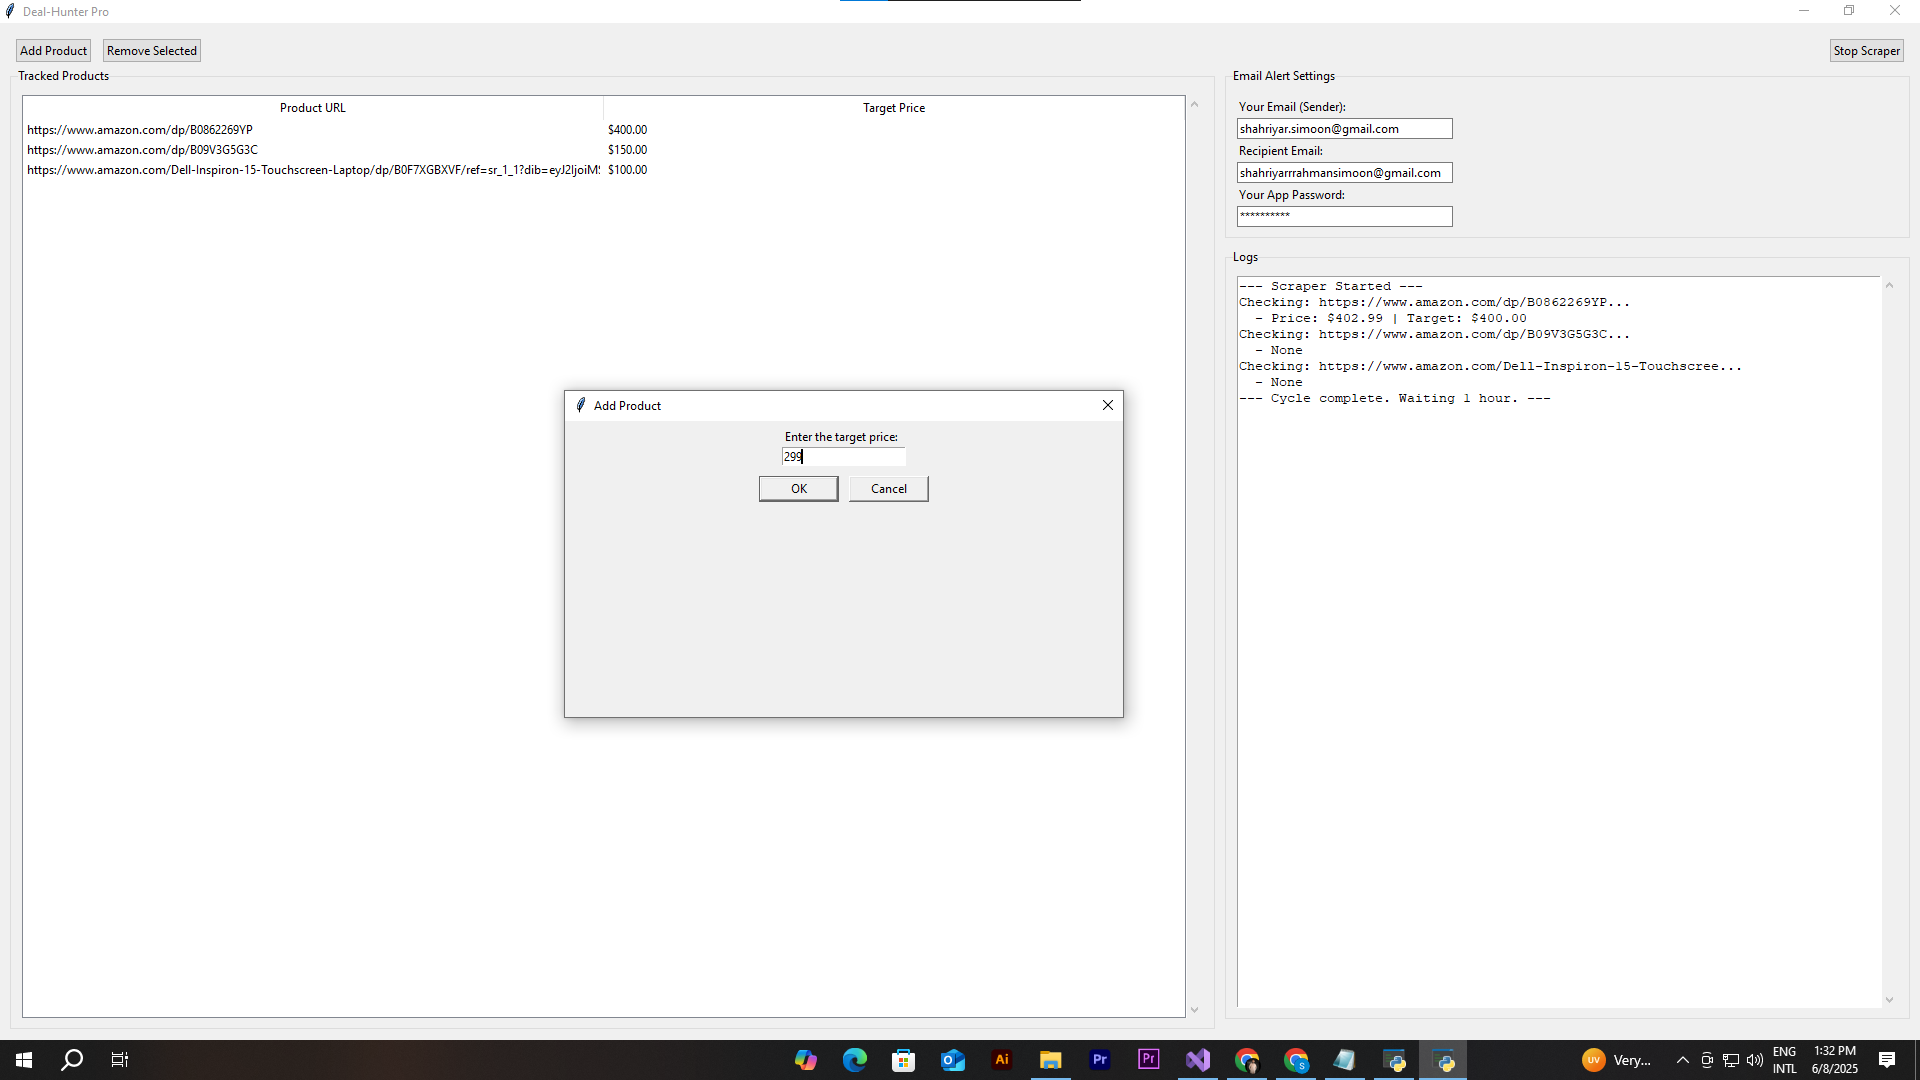 Deal-Hunter Pro
Add Product
Remove Selected
Stop Scraper
Tracked Products
Product URL
Target Price
https://www.amazon.com/dp/B0862269YP
$400.00
https://www.amazon.com/dp/B09V3G5G3C
$150.00
https://www.amazon.com/Dell-Inspiron-15-Touchscreen-Laptop/dp/B0F7XGBXVF/ref=sr_1_1?dib=eyJ2IjoiMS
$100.00
Email Alert Settings
Your Email (Sender):
shahriyar.simoon@gmail.com
Recipient Email:
shahriyarrrahmansimoon@gmail.com
Your App Password:
**********
Logs
--- Scraper Started ---
Checking: https://www.amazon.com/dp/B0862269YP...
- Price: $402.99 | Target: $400.00
Checking: https://www.amazon.com/dp/B09V3G5G3C...
- None
Checking: https://www.amazon.com/Dell-Inspiron-15-Touchscree...
- None
--- Cycle complete. Waiting 1 hour. ---
Add Product
Enter the target price:
299
OK
Cancel
Ai
Pr
Pr
S
UV
Very...
ENG
INTL
1:32 PM
6/8/2025